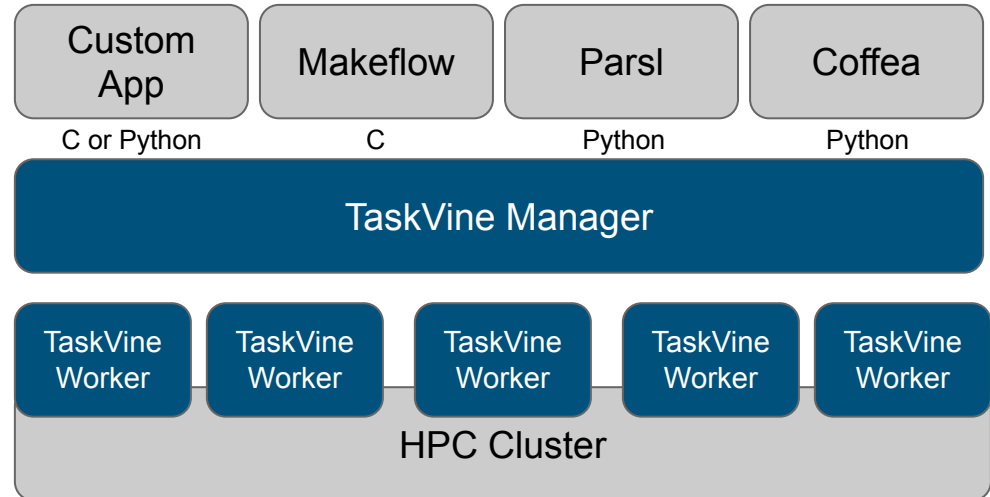 Custom
App
Makeflow
Parsl
Coffea
C or Python
C
Python
Python
TaskVine Manager
TaskVine
Worker
TaskVine
Worker
TaskVine
Worker
TaskVine
Worker
TaskVine
Worker
HPC Cluster